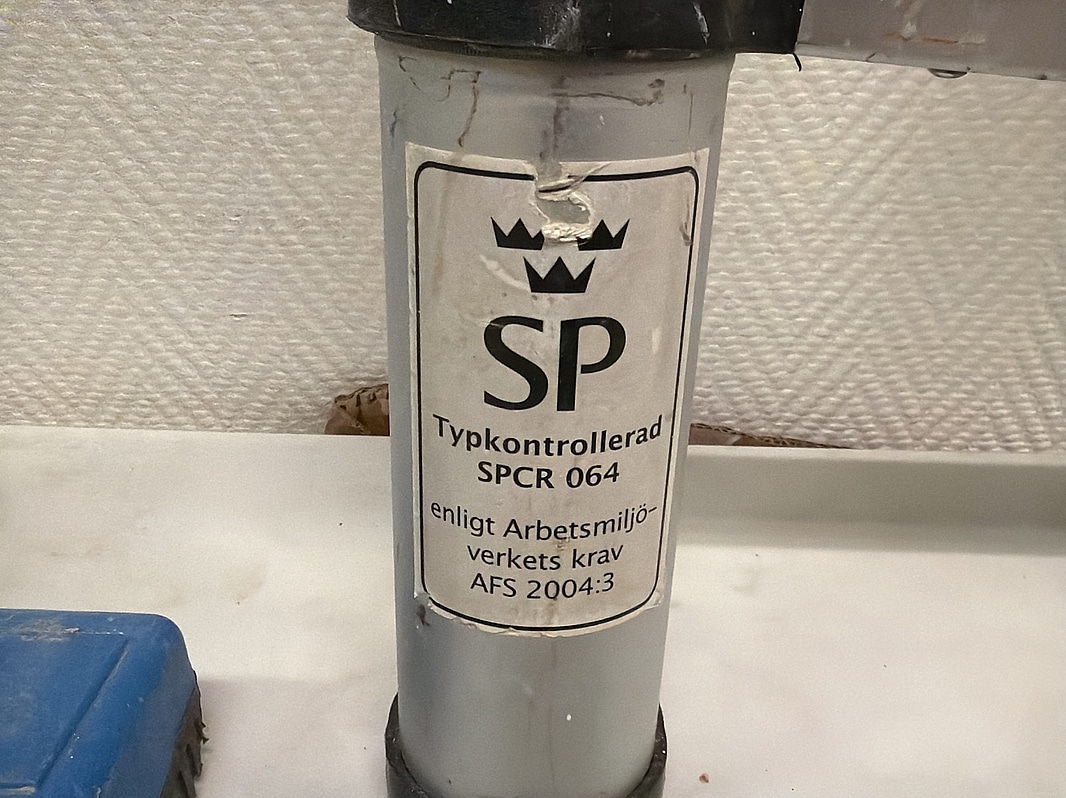 SP
Typkontrollerad
SPCR 064
enligt Arbetsmiljö-
verkets krav
AFS 2004:3